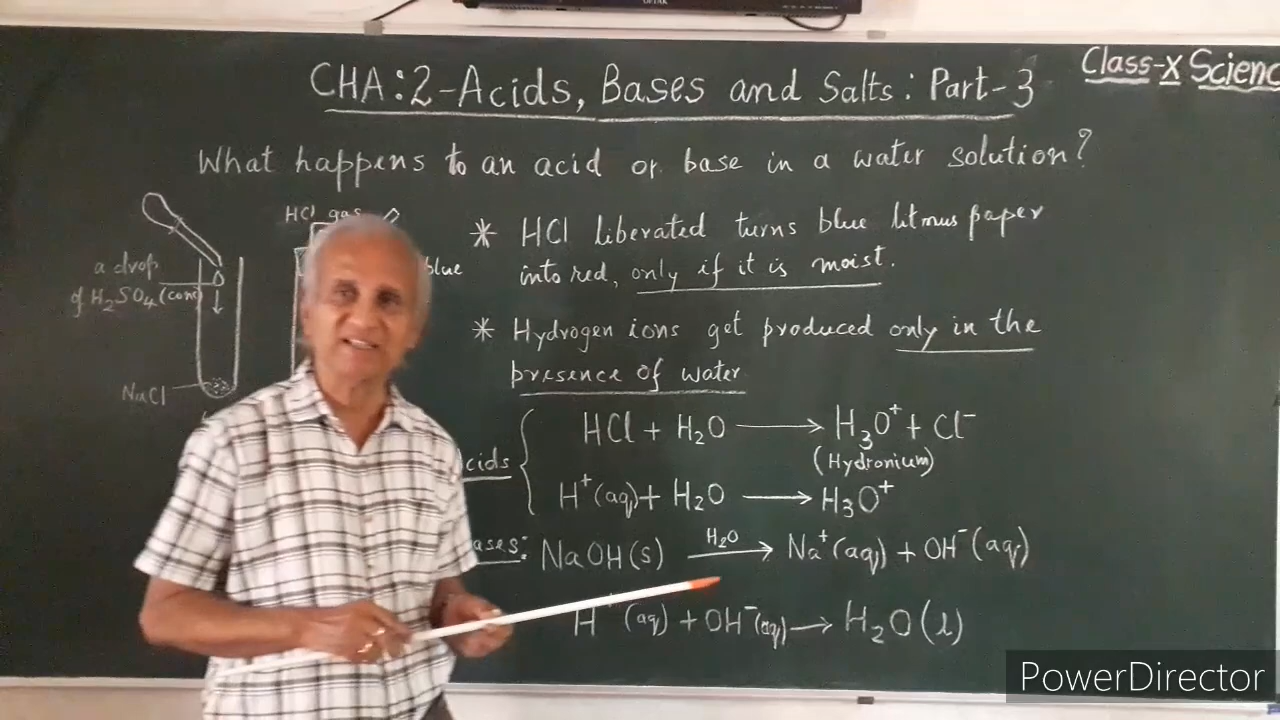 CHA:2-Acids, Bases and Salts: Part-3
Class-X Scienc
What happens to an acid or base in a water solution?
HCl gas
a drop
of H₂SO₄ (conc
NaCl
blue
* HCl liberated turns blue litmus paper
into red, only if it is moist.
* Hydrogen ions get produced only in the
presence of water
cids
HCl + H₂O ⟶ H₃O⁺ + Cl⁻
(Hydronium)
H⁺(aq) + H₂O ⟶ H₃O⁺
ases: NaOH(s) H₂O⟶ Na⁺(aq) + OH⁻(aq)
H⁺(aq) + OH⁻(aq) ⟶ H₂O(l)
PowerDirector